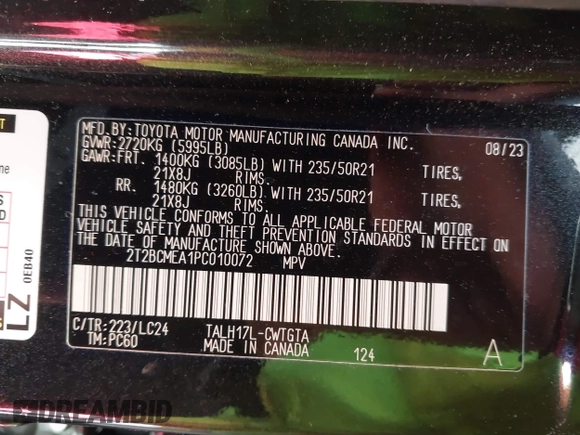 MFD.BY:TOYOTA MOTOR MANUFACTURING CANADA INC. 08/23
GVWR:2720KG (5995LB)
GAWR:FRT. 1400KG (3085LB) WITH 235/50R21 TIRES,
21X8J RIMS.
RR. 1480KG (3260LB) WITH 235/50R21 TIRES,
21X8J RIMS.
THIS VEHICLE CONFORMS TO ALL APPLICABLE FEDERAL MOTOR
VEHICLE SAFETY AND THEFT PREVENTION STANDARDS IN EFFECT ON
THE DATE OF MANUFACTURE SHOWN ABOVE.
2T2BCMEA1PC010072 MPV
C/TR:223/LC24 TALH17L-CWTGTA
TM:PC60 MADE IN CANADA 124 A
LZ 0EB40
DREAMBID